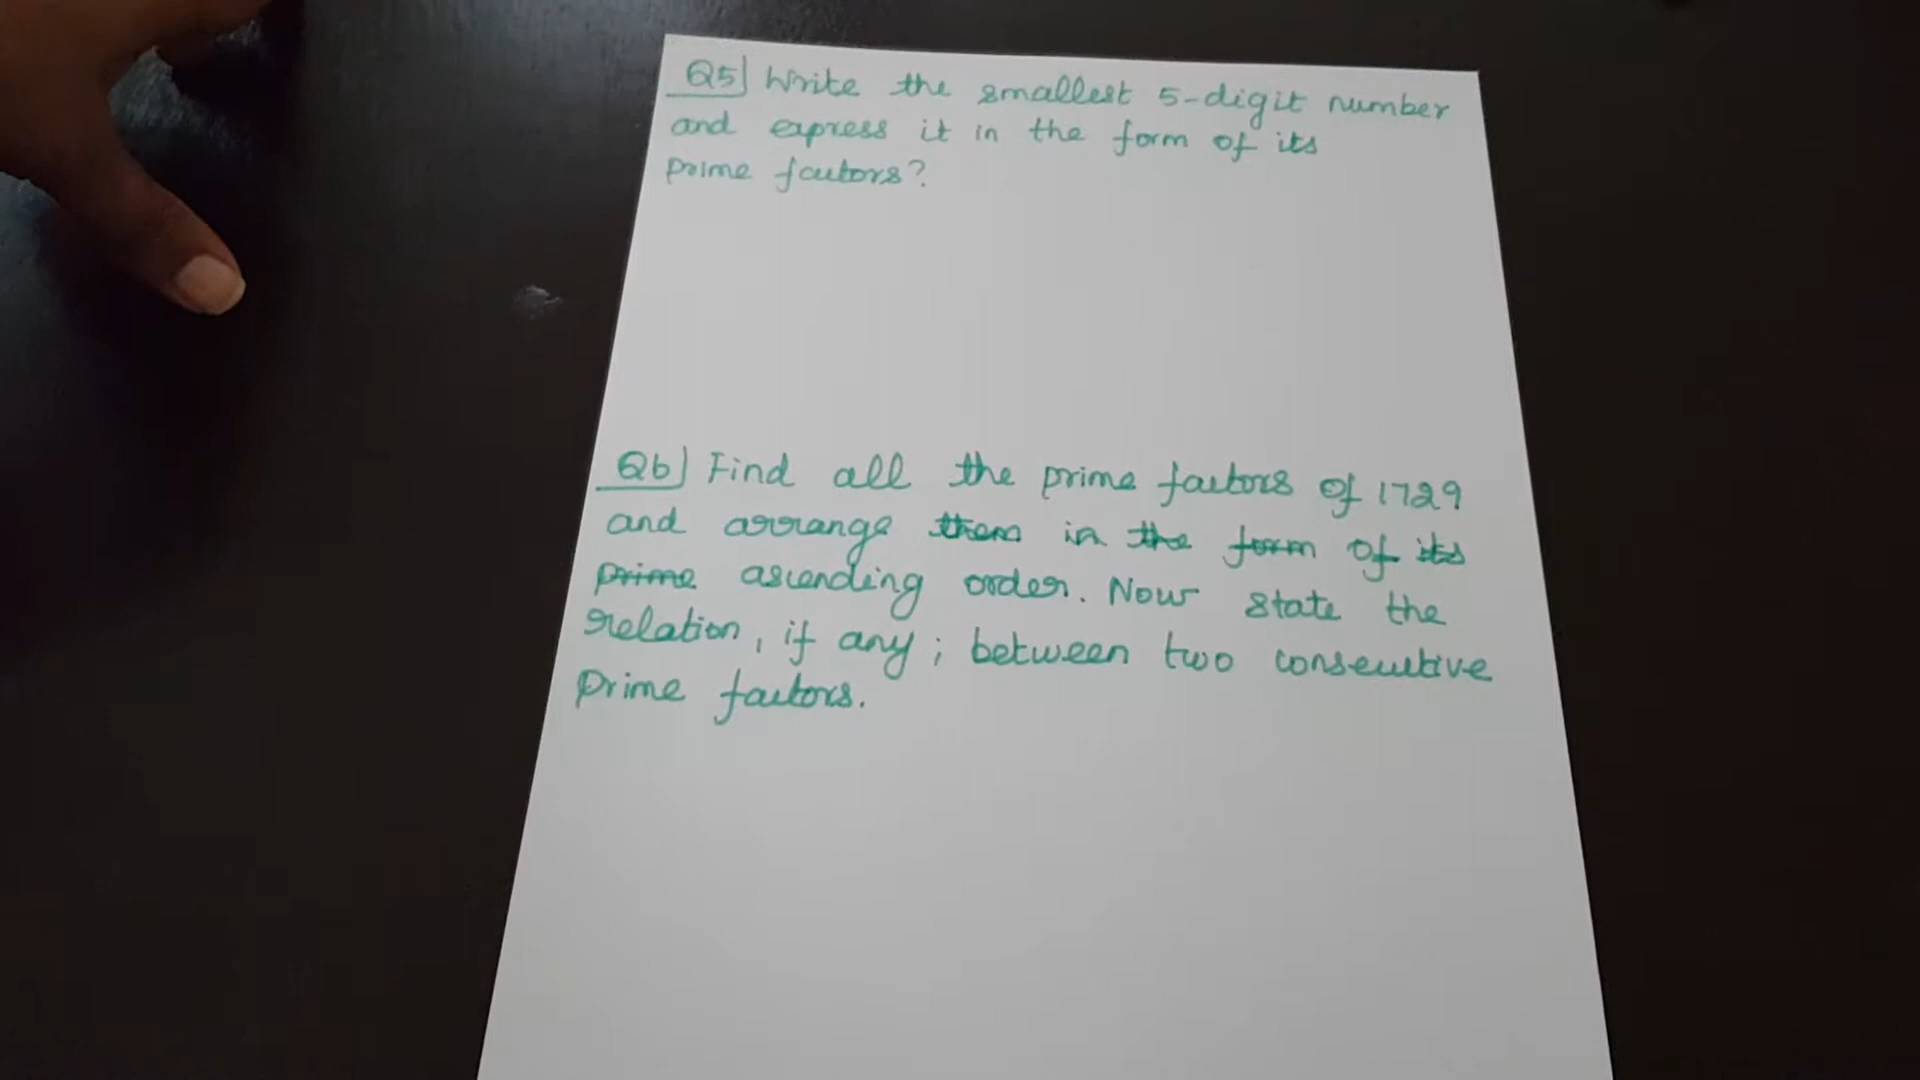 Q5) Write the smallest 5-digit number
and express it in the form of its
prime factors?
Q6) Find all the prime factors of 1729
and arrange them in the form of its
prime ascending order. Now state the
relation, if any; between two consecutive
prime factors.